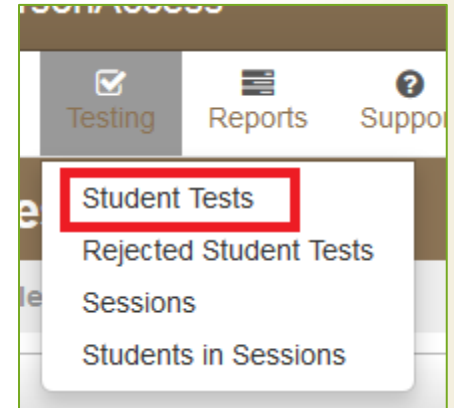 Testing Reports
Student Tests
Rejected Student Tests
Sessions
Students in Sessions